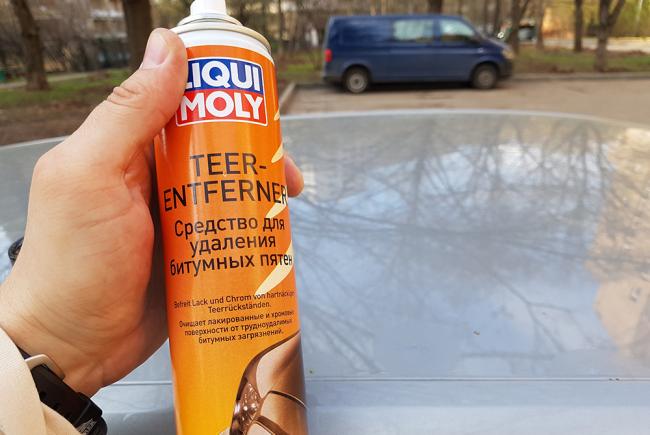 LIQUI
MOLY
TEER-
ENTFERNER
Средство для
удаления
битумных пятен
Befreit Lack und Chrom von hartnäckigen
Teerrückständen.
Очищает лакированные и хромовые
поверхности от трудноудалимых
битумных загрязнений.